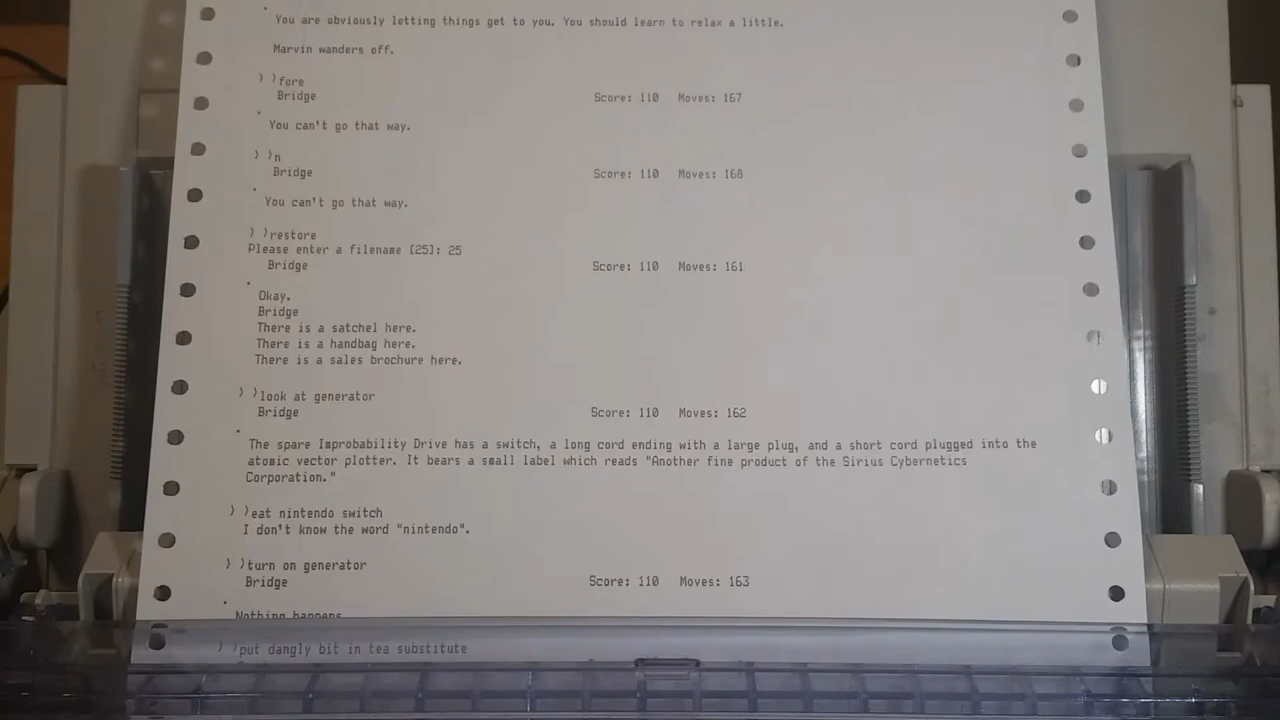 You are obviously letting things get to you. You should learn to relax a little.
Marvin wanders off.
) )fore
Bridge Score: 110 Moves: 167
You can't go that way.
) )n
Bridge Score: 110 Moves: 168
You can't go that way.
) )restore
Please enter a filename [25]: 25
Bridge Score: 110 Moves: 161
Okay.
Bridge
There is a satchel here.
There is a handbag here.
There is a sales brochure here.
) )look at generator
Bridge Score: 110 Moves: 162
The spare Improbability Drive has a switch, a long cord ending with a large plug, and a short cord plugged into the
atomic vector plotter. It bears a small label which reads "Another fine product of the Sirius Cybernetics
Corporation."
) )eat nintendo switch
I don't know the word "nintendo".
) )turn on generator
Bridge Score: 110 Moves: 163
Nothing happens
) )put dangly bit in tea substitute